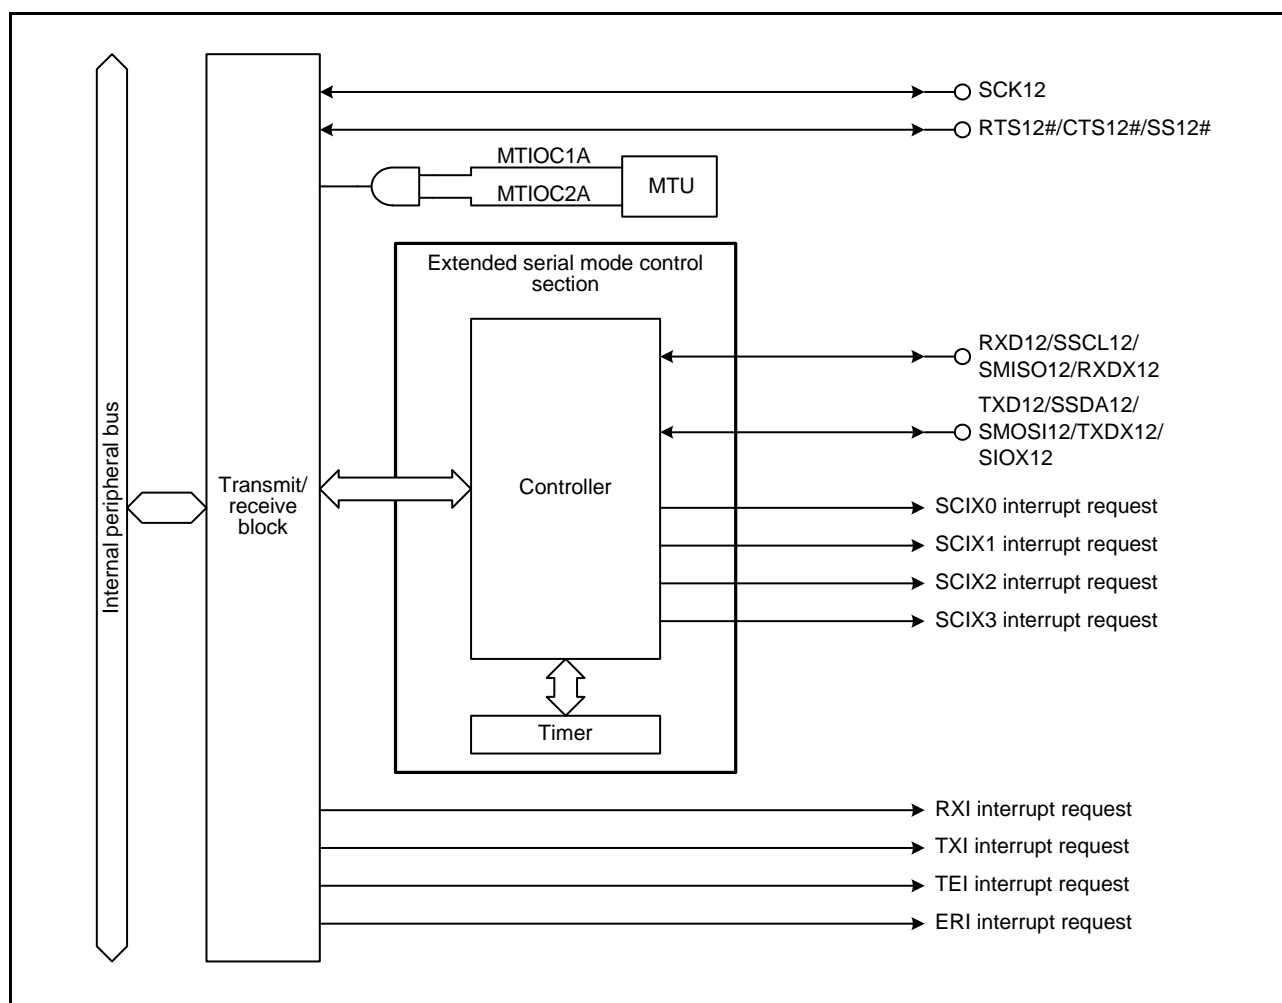 SCK12
RTS12#/CTS12#/SS12#
MTIOC1A
MTIOC2A
MTU
Extended serial mode control
section
RXD12/SSCL12/
SMISO12/RXDX12
TXD12/SSDA12/
SMOSI12/TXDX12/
SIOX12
Internal peripheral bus
Transmit/
receive
block
Controller
SCIX0 interrupt request
SCIX1 interrupt request
SCIX2 interrupt request
SCIX3 interrupt request
Timer
RXI interrupt request
TXI interrupt request
TEI interrupt request
ERI interrupt request